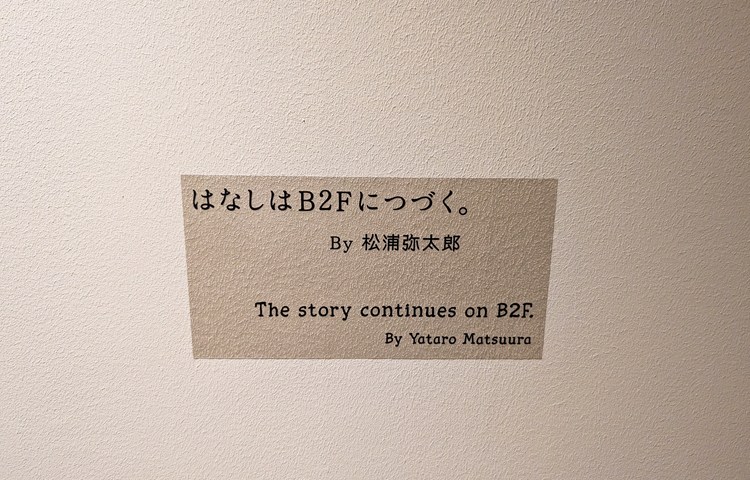 はなしはB2Fにつづく。
By 松浦弥太郎
The story continues on B2F.
By Yataro Matsuura